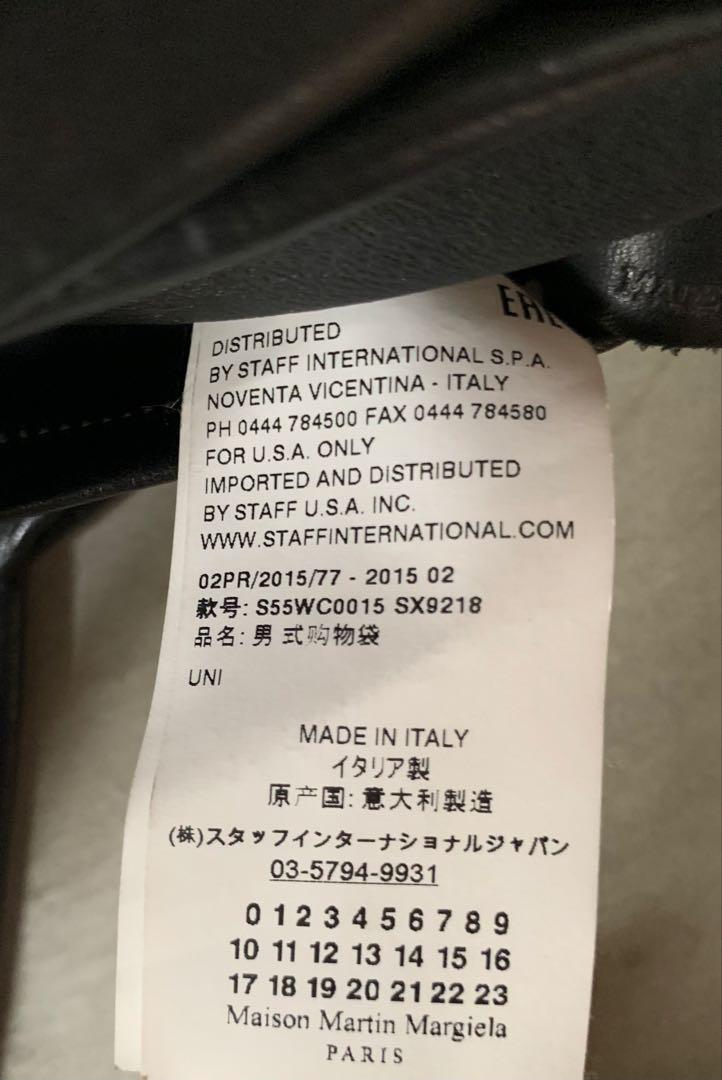 DISTRIBUTED
BY STAFF INTERNATIONAL S.P.A.
NOVENTA VICENTINA - ITALY
PH 0444 784500 FAX 0444 784580
FOR U.S.A. ONLY
IMPORTED AND DISTRIBUTED
BY STAFF U.S.A. INC.
WWW.STAFFINTERNATIONAL.COM
02PR/2015/77 - 2015 02
款号: S55WC0015 SX9218
品名: 男 式购物袋
UNI
MADE IN ITALY
イタリア製
原产国: 意大利製造
(株)スタッフインターナショナルジャパン
03-5794-9931
0 1 2 3 4 5 6 7 8 9
10 11 12 13 14 15 16
17 18 19 20 21 22 23
Maison Martin Margiela
PARIS